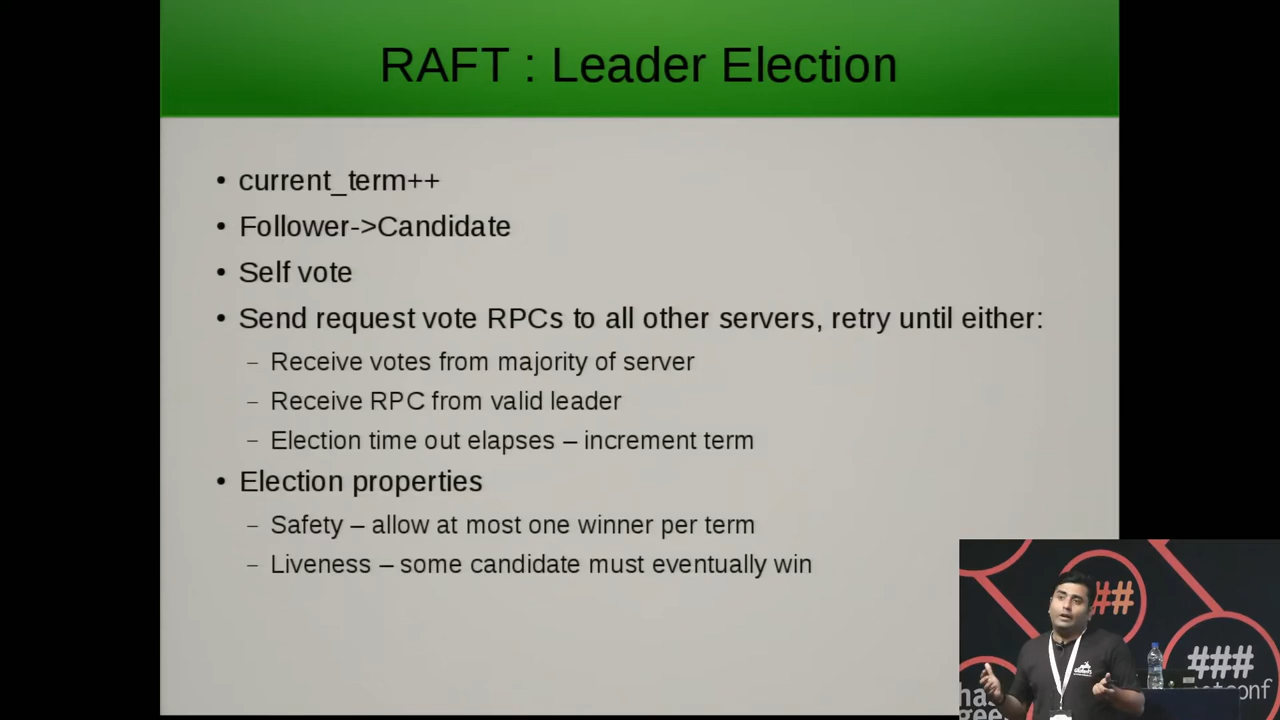 RAFT : Leader Election
• current_term++
• Follower->Candidate
• Self vote
• Send request vote RPCs to all other servers, retry until either:
– Receive votes from majority of server
– Receive RPC from valid leader
– Election time out elapses – increment term
• Election properties
– Safety – allow at most one winner per term
– Liveness – some candidate must eventually win
##
###
has
gee